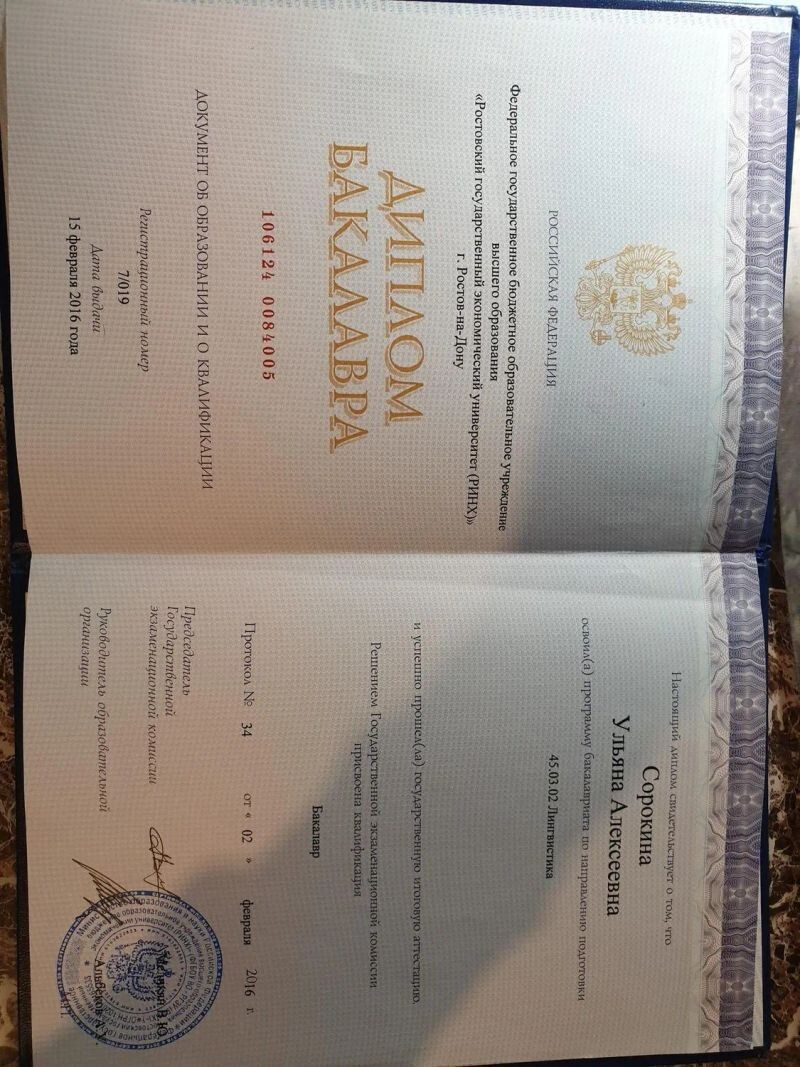 РОССИЙСКАЯ ФЕДЕРАЦИЯ
Федеральное государственное бюджетное образовательное учреждение
высшего образования
«Ростовский государственный экономический университет (РИНХ)»
г. Ростов-на-Дону
ДИПЛОМ
БАКАЛАВРА
106124 0084005
ДОКУМЕНТ ОБ ОБРАЗОВАНИИ И О КВАЛИФИКАЦИИ
Регистрационный номер
7/019
Дата выдачи
15 февраля 2016 года
Настоящий диплом свидетельствует о том, что
Сорокина
Ульяна Алексеевна
освоил(а) программу бакалавриата по направлению подготовки
45.03.02 Лингвистика
и успешно прошел(ла) государственную итоговую аттестацию.
Решением Государственной экзаменационной комиссии
присвоена квалификация
Бакалавр
Протокол № 34 от « 02 » февраля 2016 г.
Председатель
Государственной
экзаменационной комиссии
Руководитель образовательной
организации